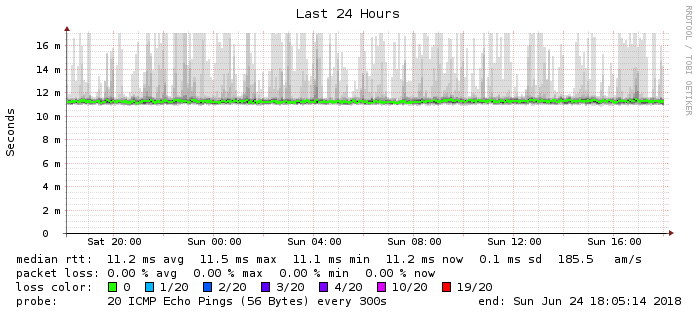 Last 24 Hours
RRDTOOL / TOBI OETIKER
Seconds
16 m
14 m
12 m
10 m
8 m
6 m
4 m
2 m
0
Sat 20:00 Sun 00:00 Sun 04:00 Sun 08:00 Sun 12:00 Sun 16:00
median rtt: 11.2 ms avg 11.5 ms max 11.1 ms min 11.2 ms now 0.1 ms sd 185.5 am/s
packet loss: 0.00 % avg 0.00 % max 0.00 % min 0.00 % now
loss color: 0 1/20 2/20 3/20 4/20 10/20 19/20
probe: 20 ICMP Echo Pings (56 Bytes) every 300s end: Sun Jun 24 18:05:14 2018